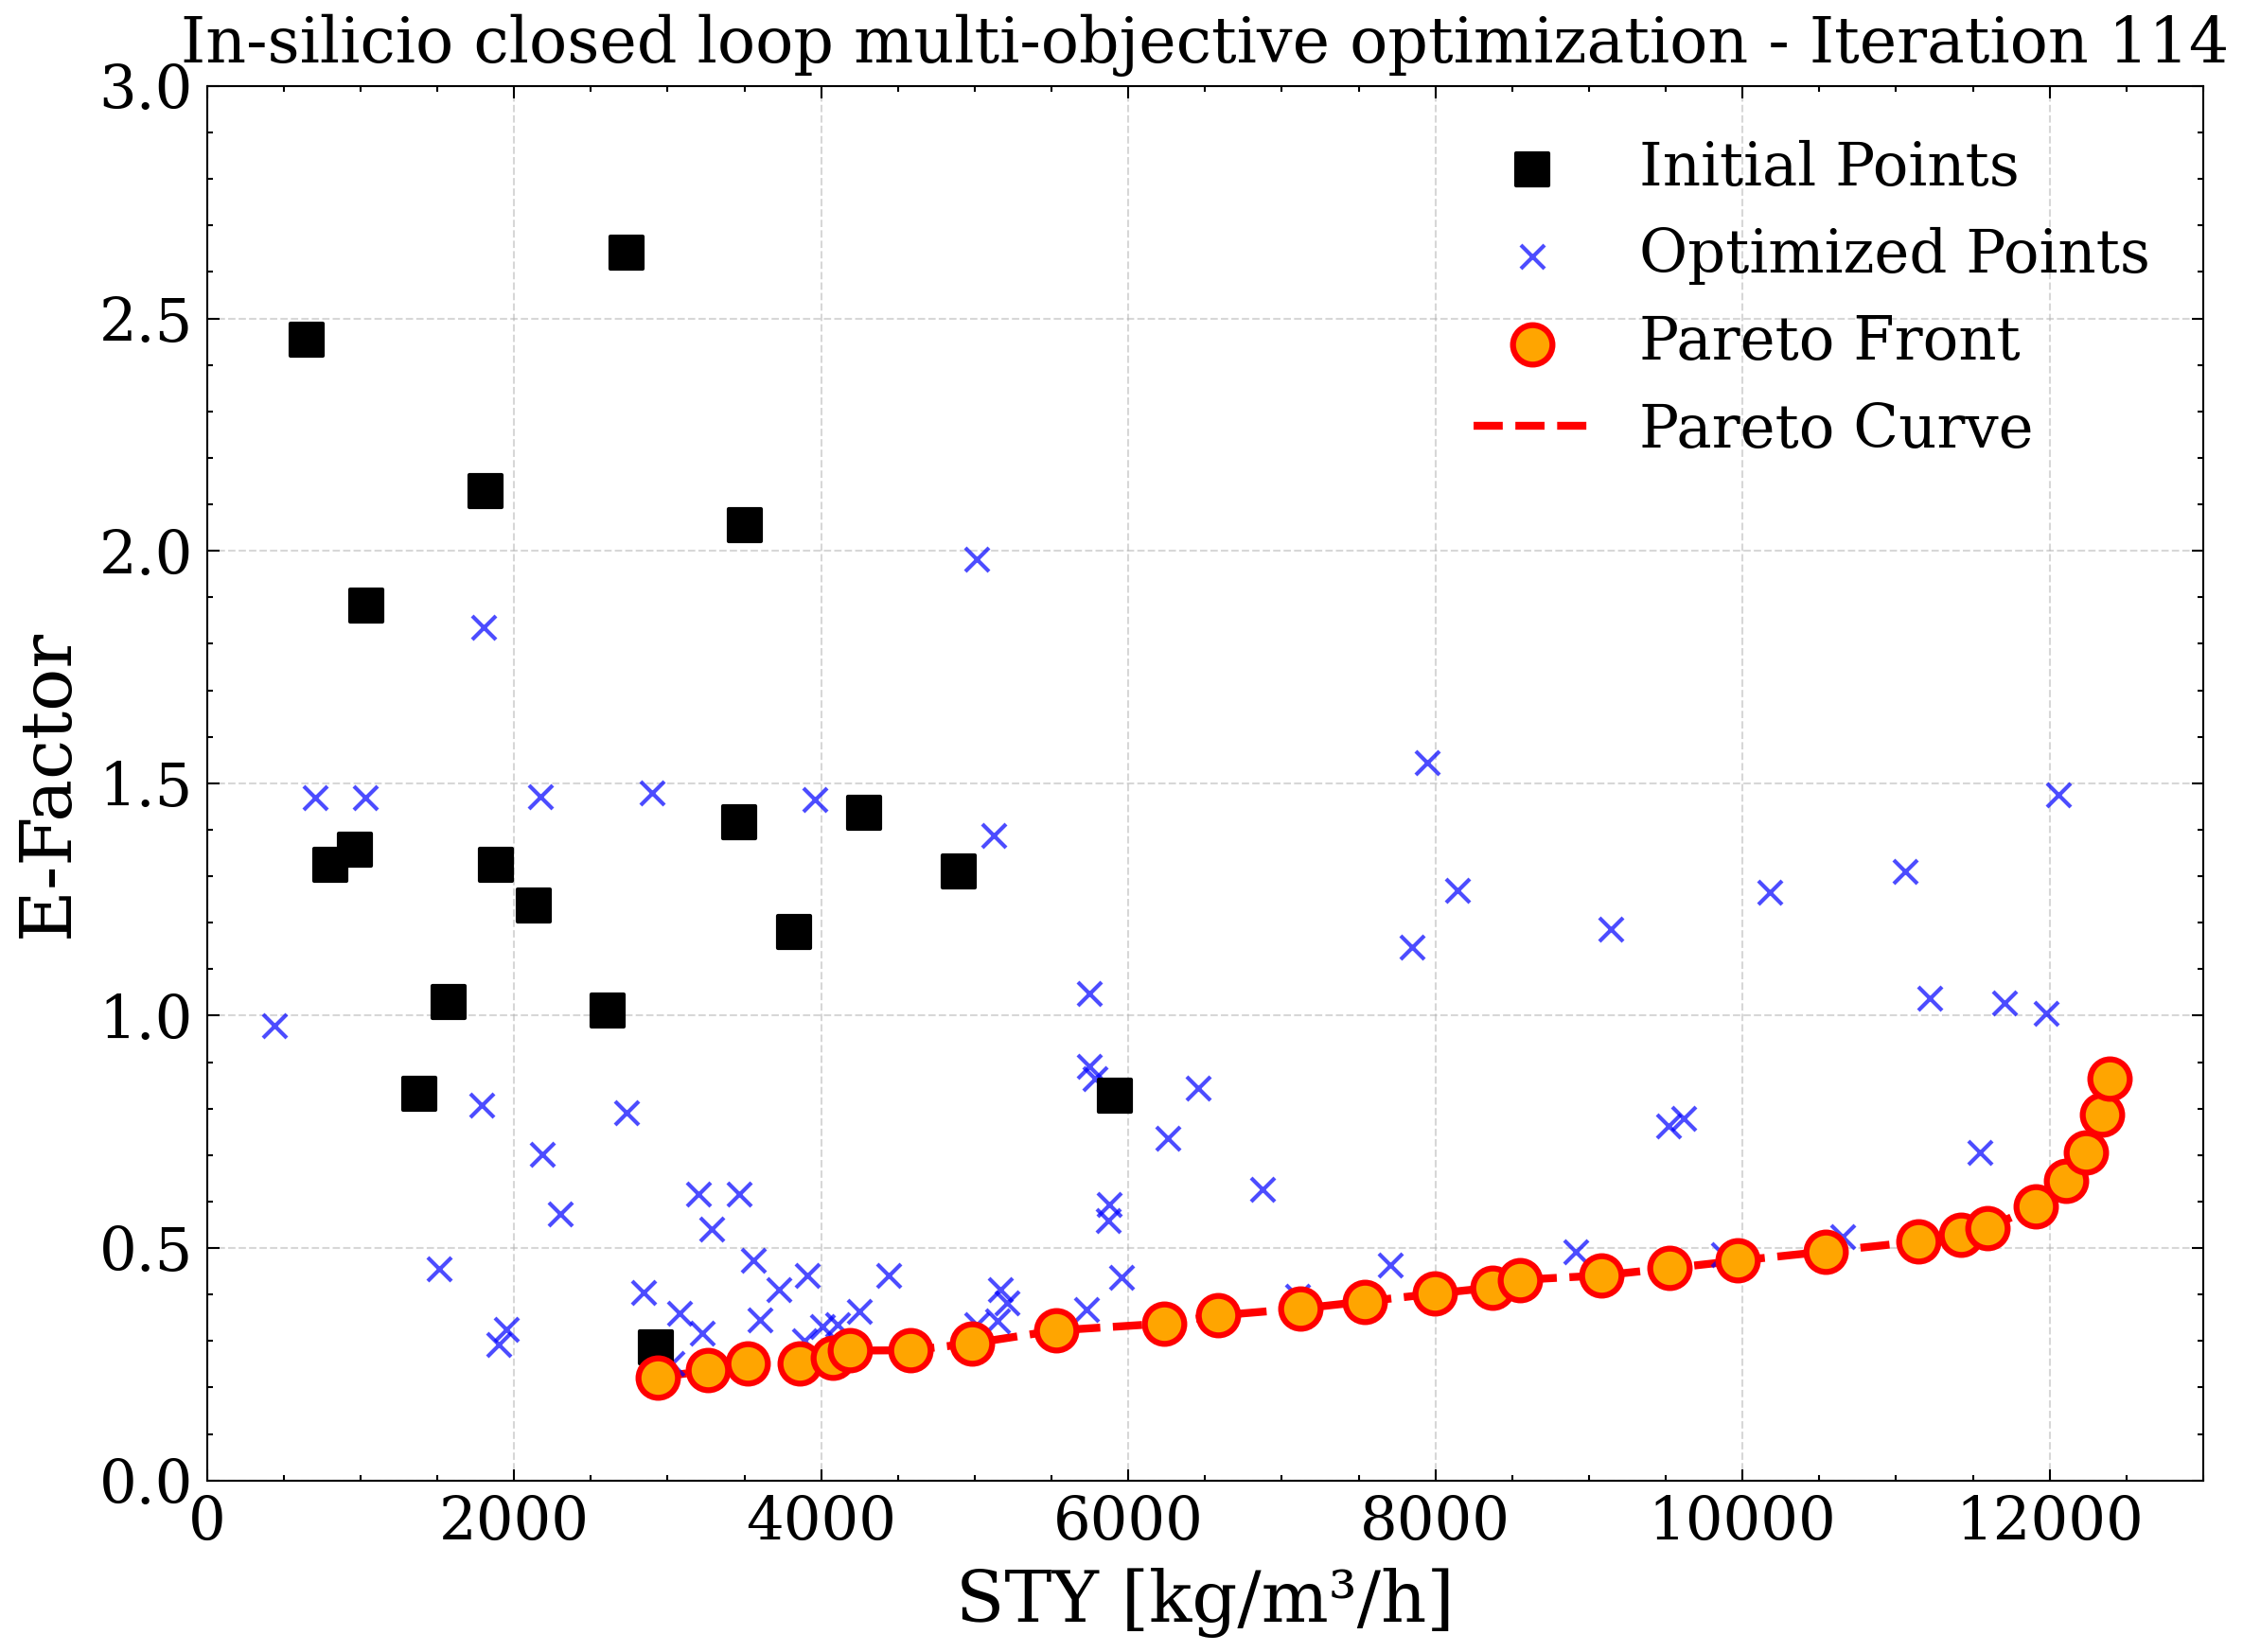 In-silicio closed loop multi-objective optimization - Iteration 114
3.0
2.5
2.0
1.5
1.0
0.5
0.0
E-Factor
Initial Points
Optimized Points
Pareto Front
Pareto Curve
0 2000 4000 6000 8000 10000 12000
STY [kg/m³/h]